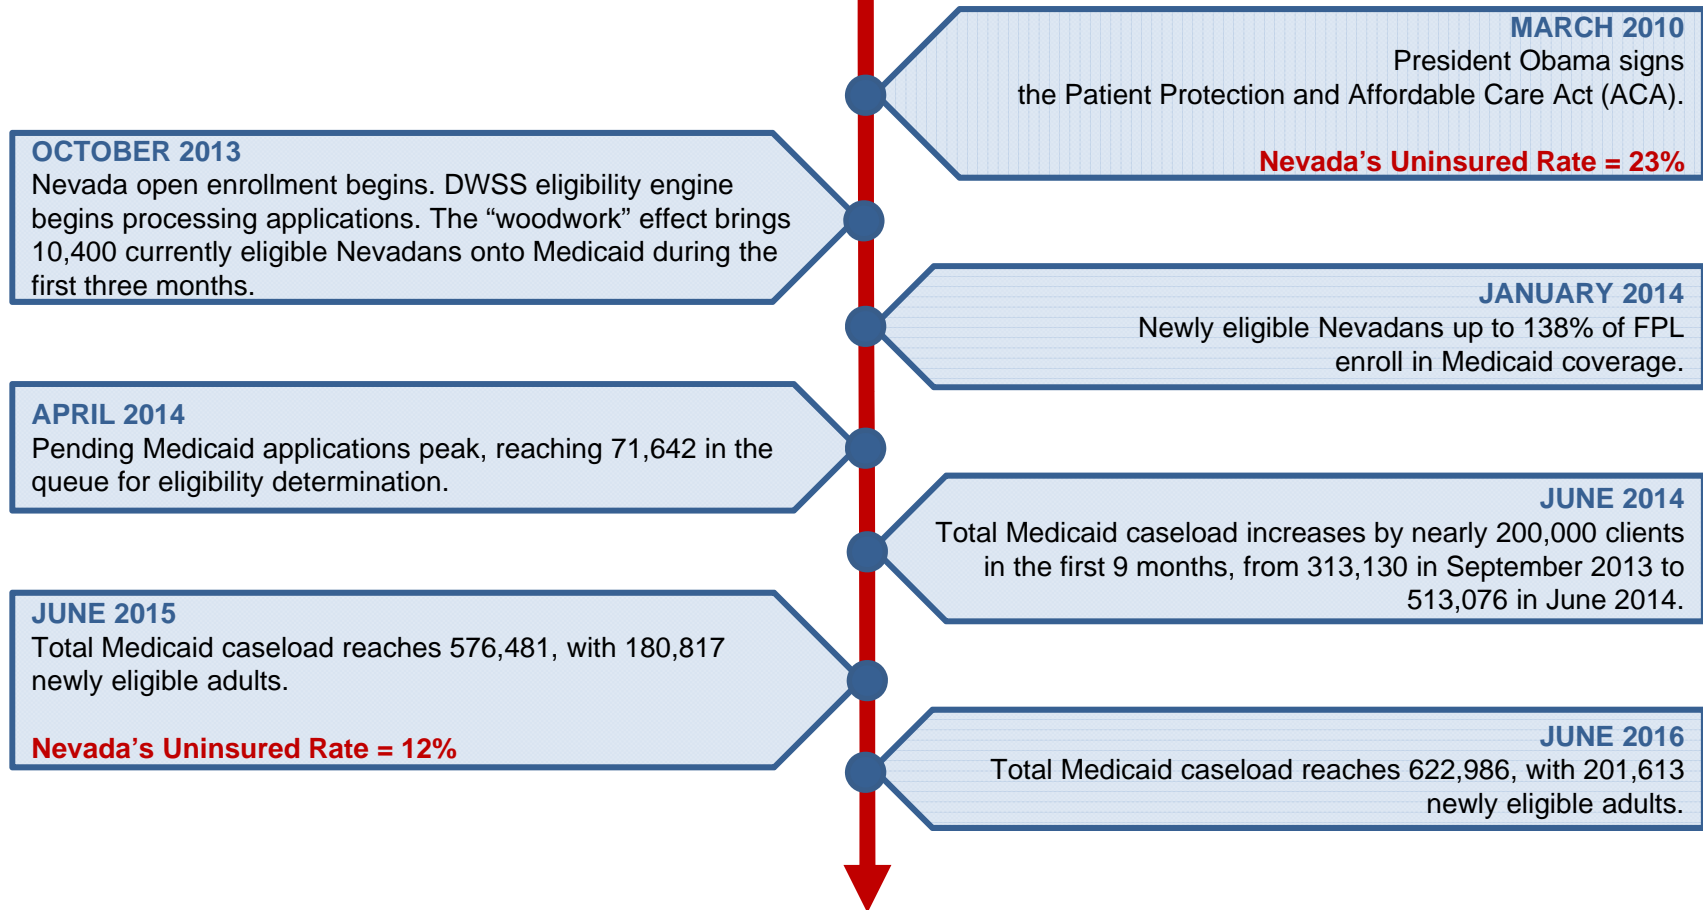 MARCH 2010
President Obama signs
the Patient Protection and Affordable Care Act (ACA).
Nevada’s Uninsured Rate = 23%
OCTOBER 2013
Nevada open enrollment begins. DWSS eligibility engine
begins processing applications. The “woodwork” effect brings
10,400 currently eligible Nevadans onto Medicaid during the
first three months.
JANUARY 2014
Newly eligible Nevadans up to 138% of FPL
enroll in Medicaid coverage.
APRIL 2014
Pending Medicaid applications peak, reaching 71,642 in the
queue for eligibility determination.
JUNE 2014
Total Medicaid caseload increases by nearly 200,000 clients
in the first 9 months, from 313,130 in September 2013 to
513,076 in June 2014.
JUNE 2015
Total Medicaid caseload reaches 576,481, with 180,817
newly eligible adults.
Nevada’s Uninsured Rate = 12%
JUNE 2016
Total Medicaid caseload reaches 622,986, with 201,613
newly eligible adults.